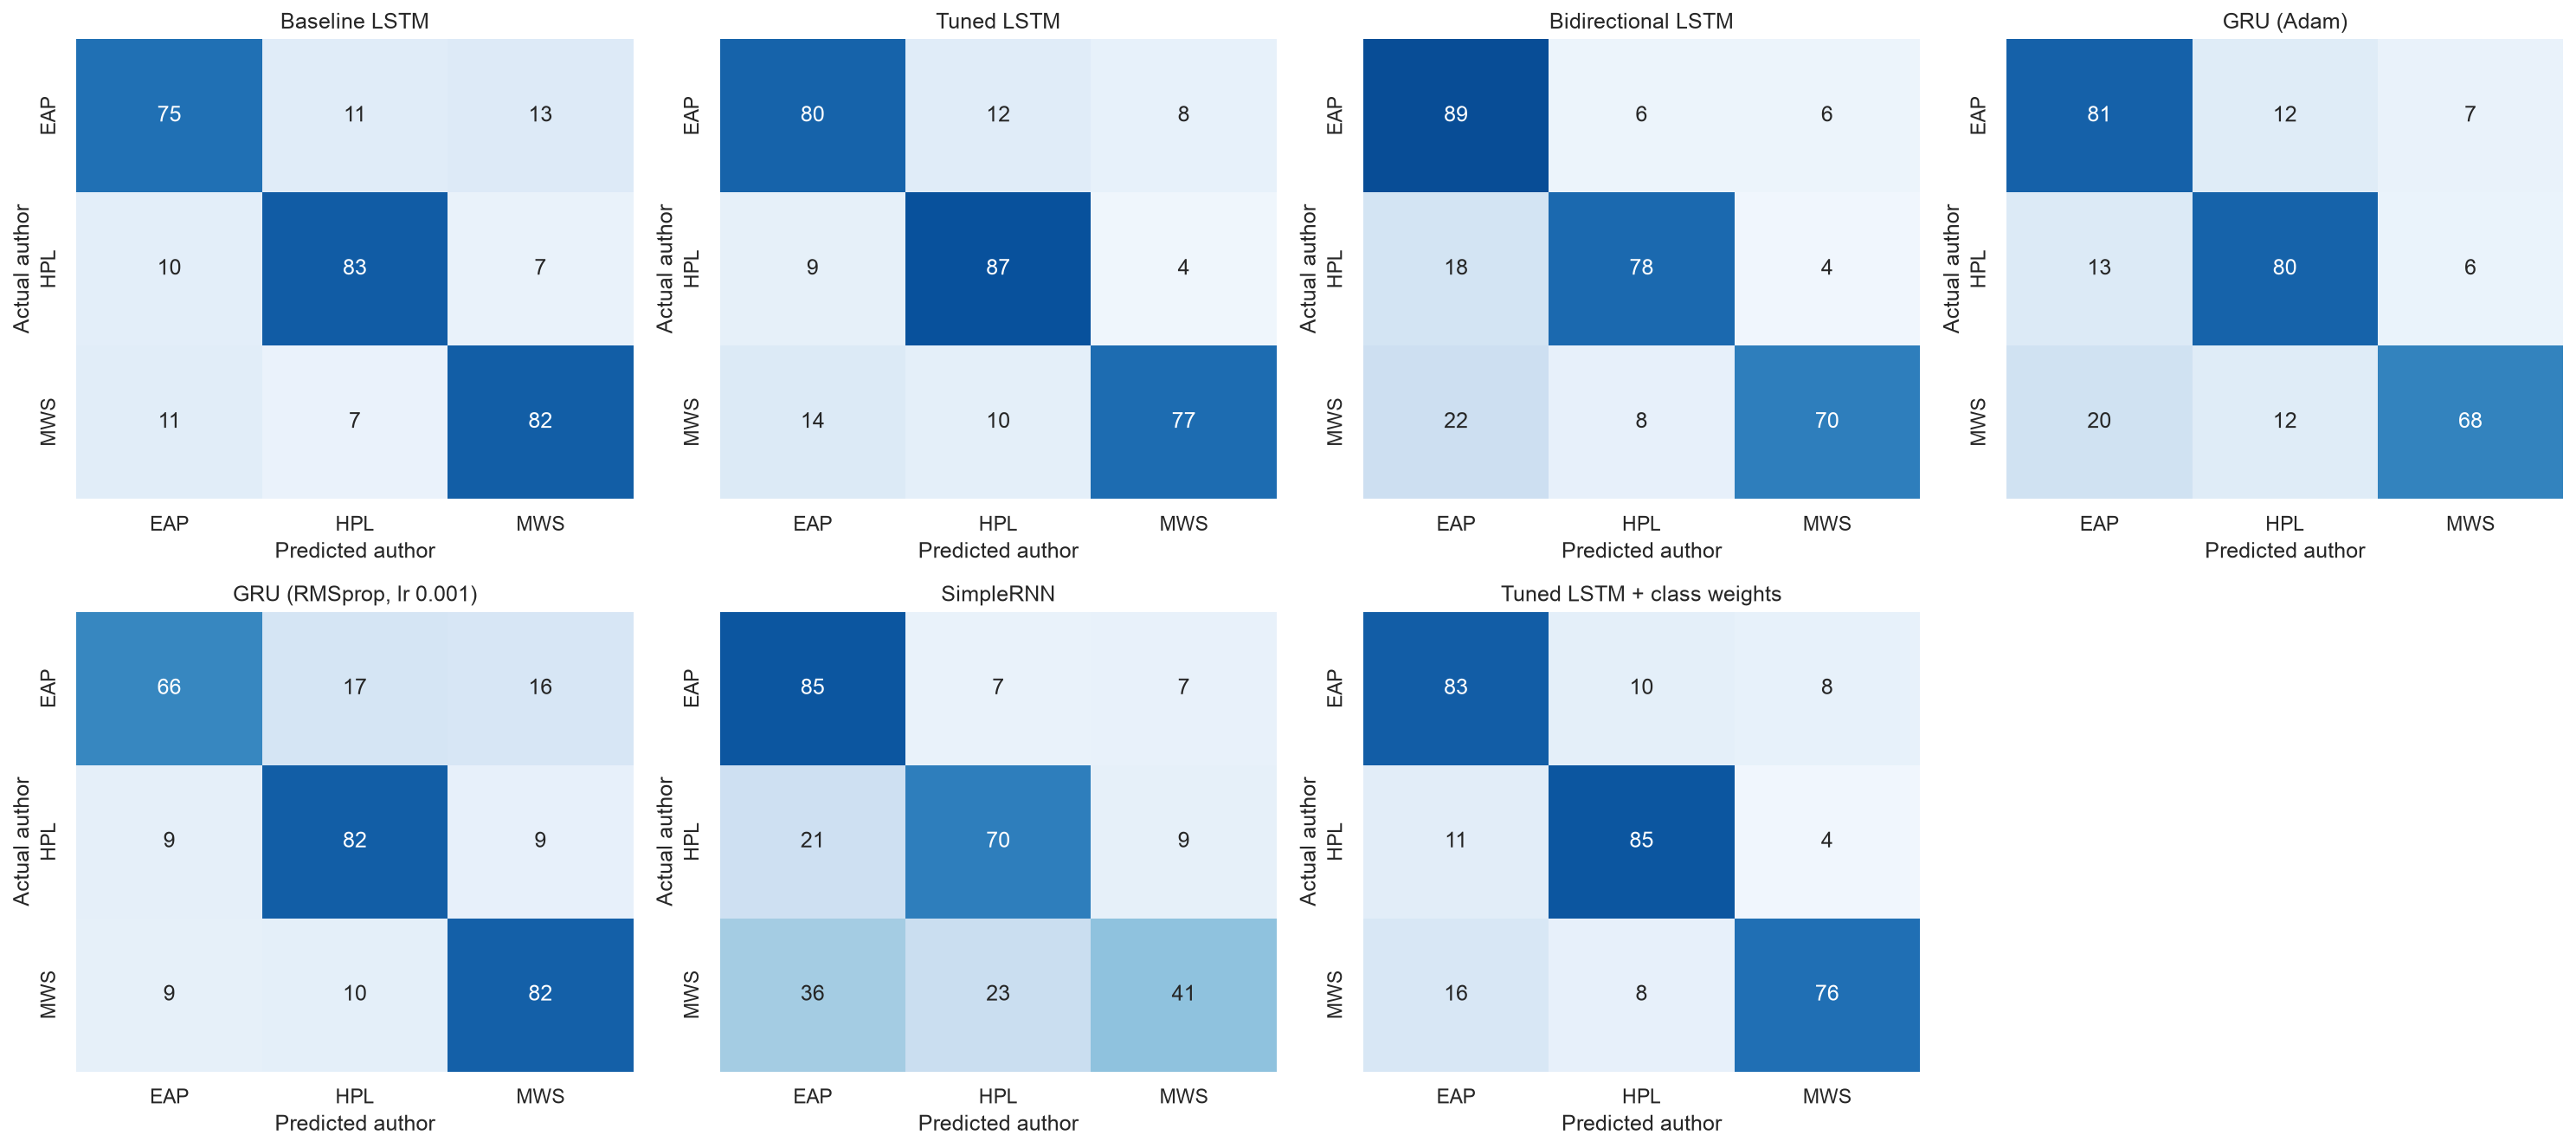 Baseline LSTM
EAP
75 11 13
Actual author
HPL
10 83 7
MWS
11 7 82
EAP HPL MWS
Predicted author
Tuned LSTM
EAP
80 12 8
Actual author
HPL
9 87 4
MWS
14 10 77
EAP HPL MWS
Predicted author
Bidirectional LSTM
EAP
89 6 6
Actual author
HPL
18 78 4
MWS
22 8 70
EAP HPL MWS
Predicted author
GRU (Adam)
EAP
81 12 7
Actual author
HPL
13 80 6
MWS
20 12 68
EAP HPL MWS
Predicted author
GRU (RMSprop, lr 0.001)
EAP
66 17 16
Actual author
HPL
9 82 9
MWS
9 10 82
EAP HPL MWS
Predicted author
SimpleRNN
EAP
85 7 7
Actual author
HPL
21 70 9
MWS
36 23 41
EAP HPL MWS
Predicted author
Tuned LSTM + class weights
EAP
83 10 8
Actual author
HPL
11 85 4
MWS
16 8 76
EAP HPL MWS
Predicted author